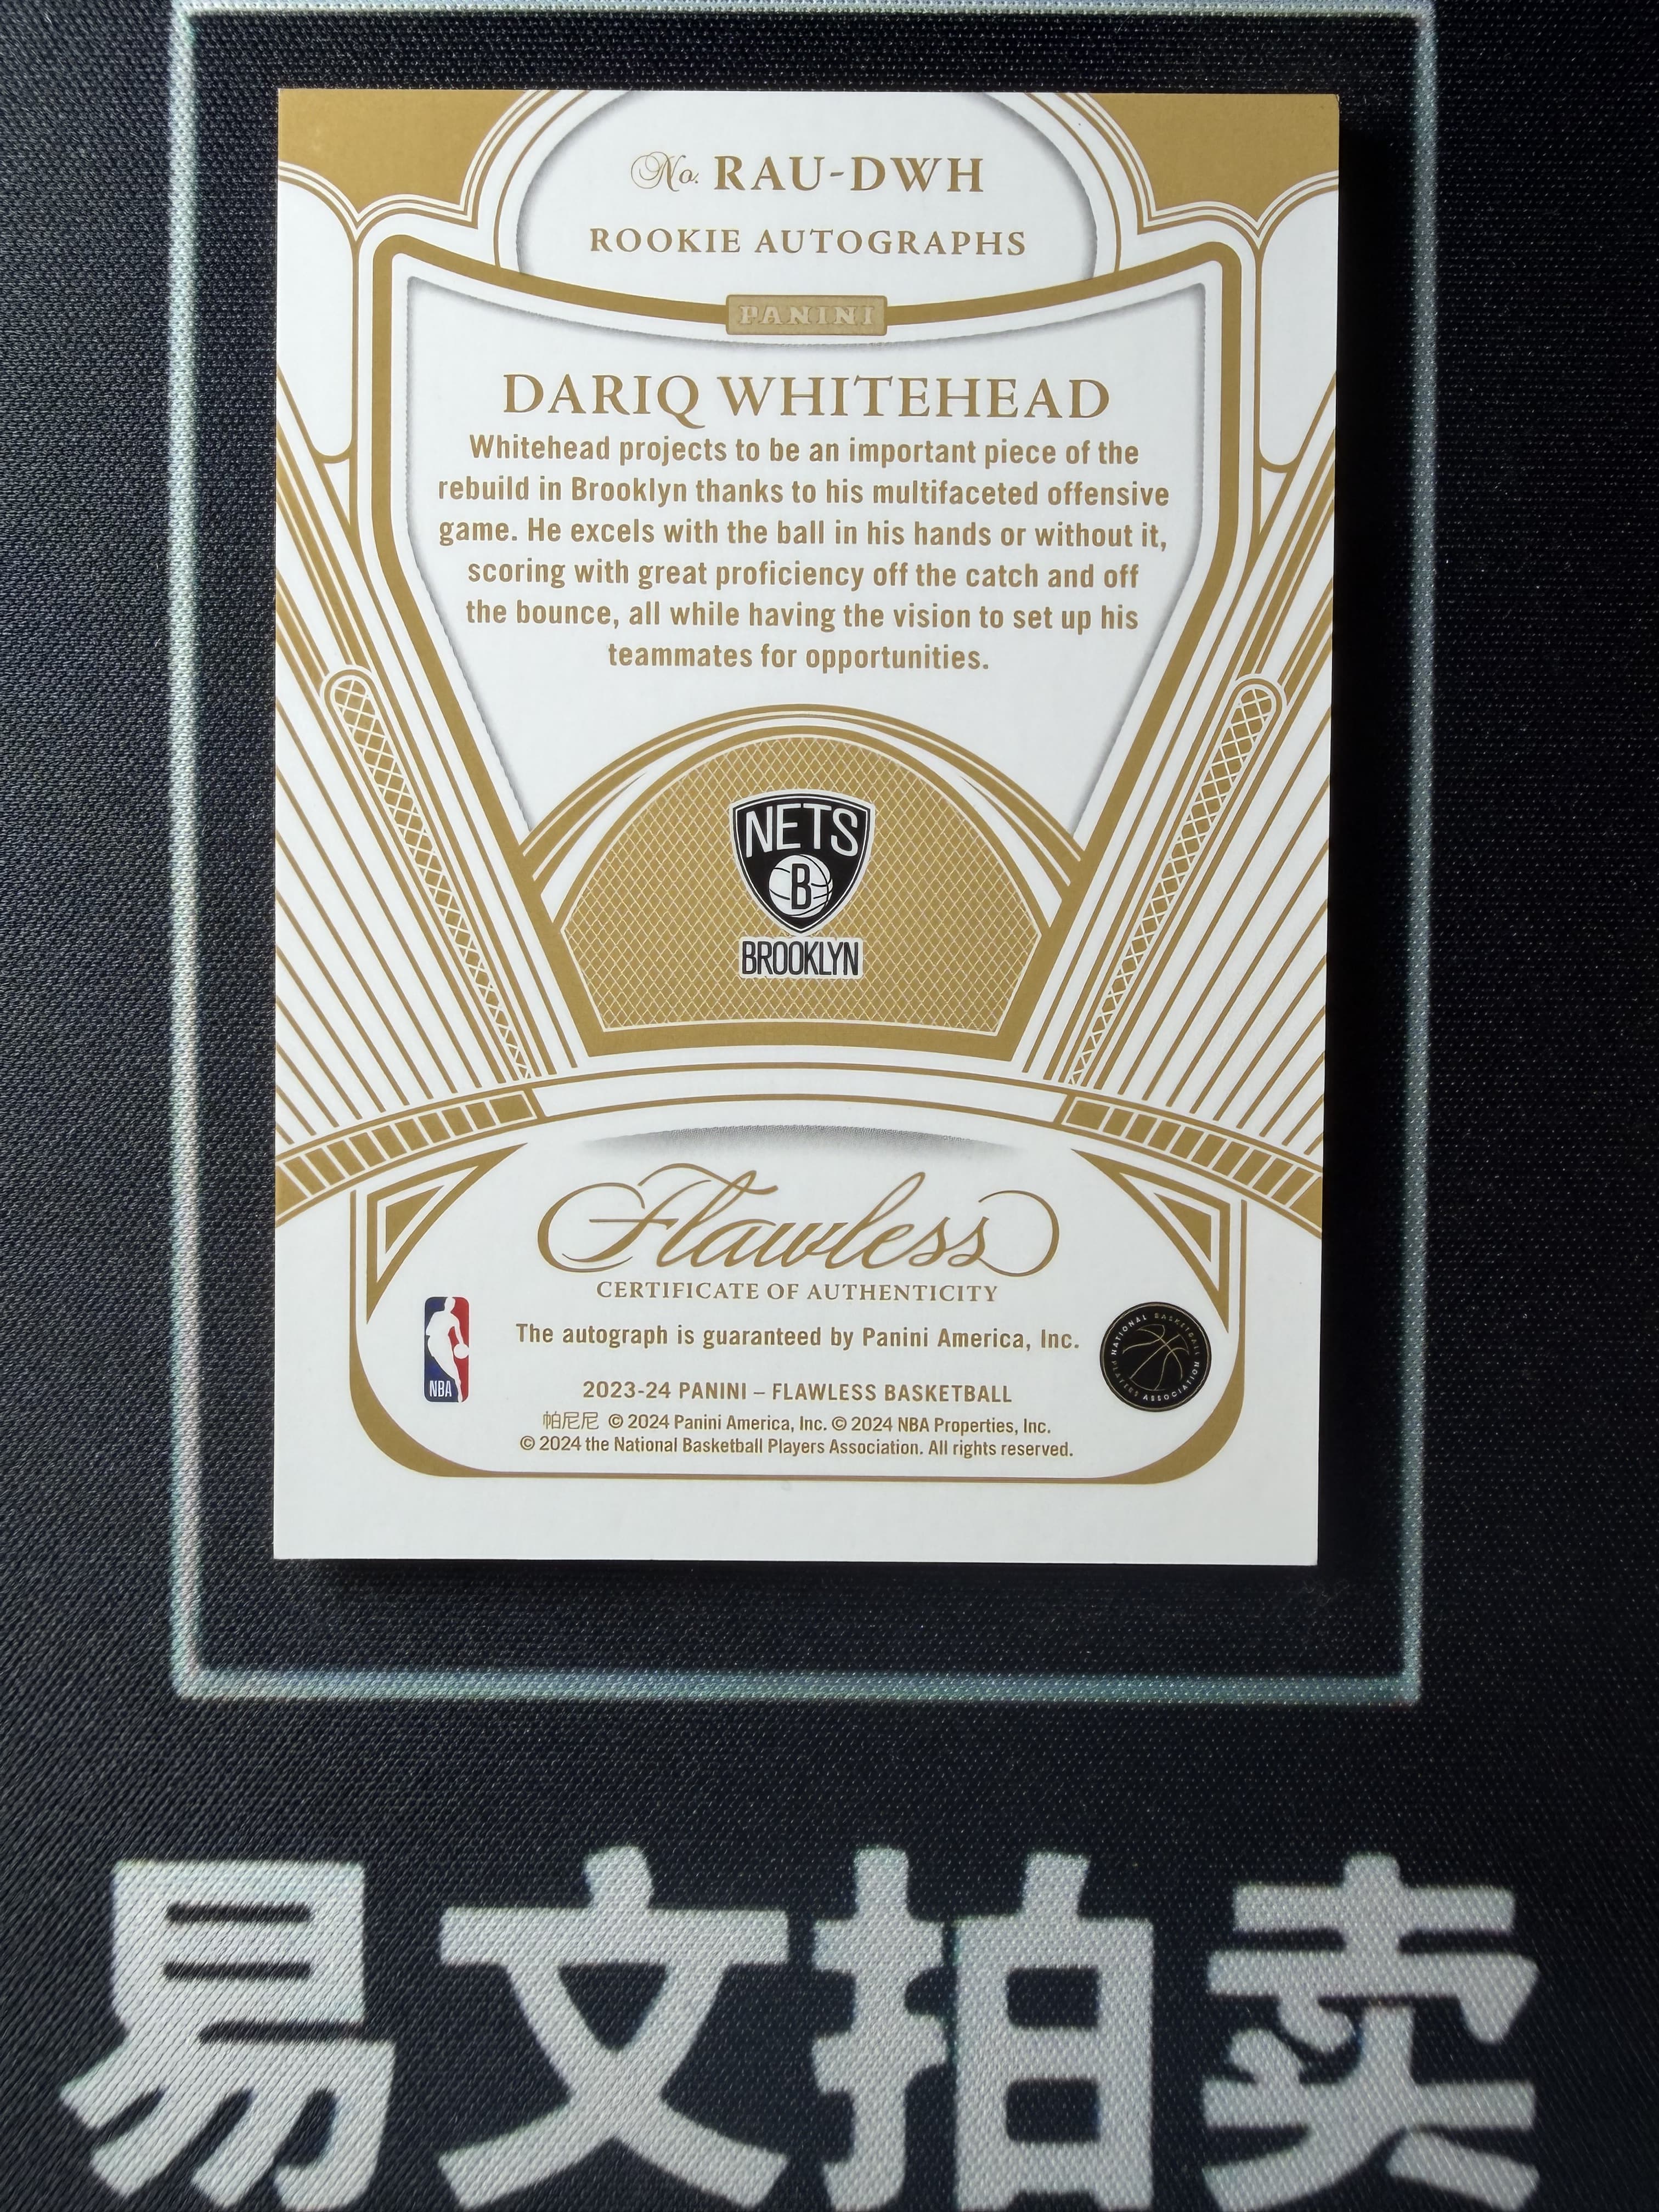 No. RAU-DWH
ROOKIE AUTOGRAPHS
PANINI
DARIQ WHITEHEAD
Whitehead projects to be an important piece of the
rebuild in Brooklyn thanks to his multifaceted offensive
game. He excels with the ball in his hands or without it,
scoring with great proficiency off the catch and off
the bounce, all while having the vision to set up his
teammates for opportunities.
NETS
B
BROOKLYN
Flawless
CERTIFICATE OF AUTHENTICITY
The autograph is guaranteed by Panini America, Inc.
NBA
NATIONAL BASKETBALL PLAYERS ASSOCIATION
2023-24 PANINI – FLAWLESS BASKETBALL
帕尼尼 © 2024 Panini America, Inc. © 2024 NBA Properties, Inc.
© 2024 the National Basketball Players Association. All rights reserved.
易文拍卖